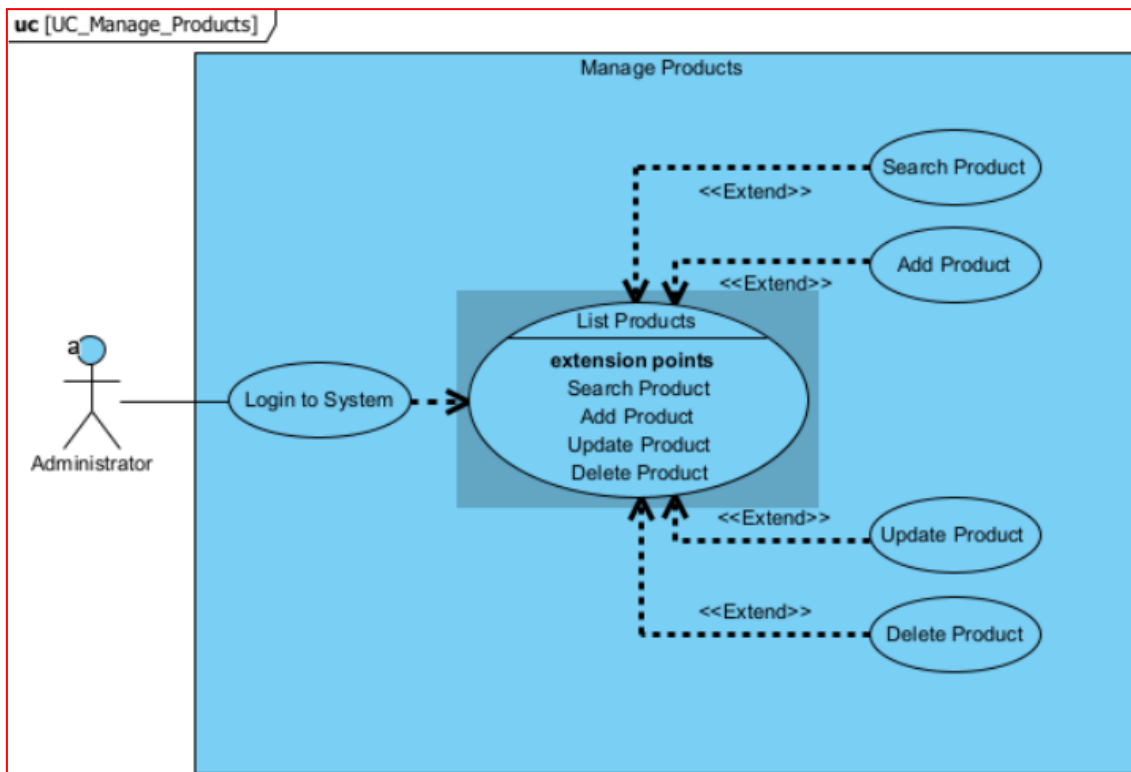 uc [UC_Manage_Products]
Manage Products
Search Product
<<Extend>>
Add Product
<<Extend>>
List Products
extension points
Search Product
Add Product
Update Product
Delete Product
a
Login to System
Administrator
<<Extend>>
Update Product
<<Extend>>
Delete Product